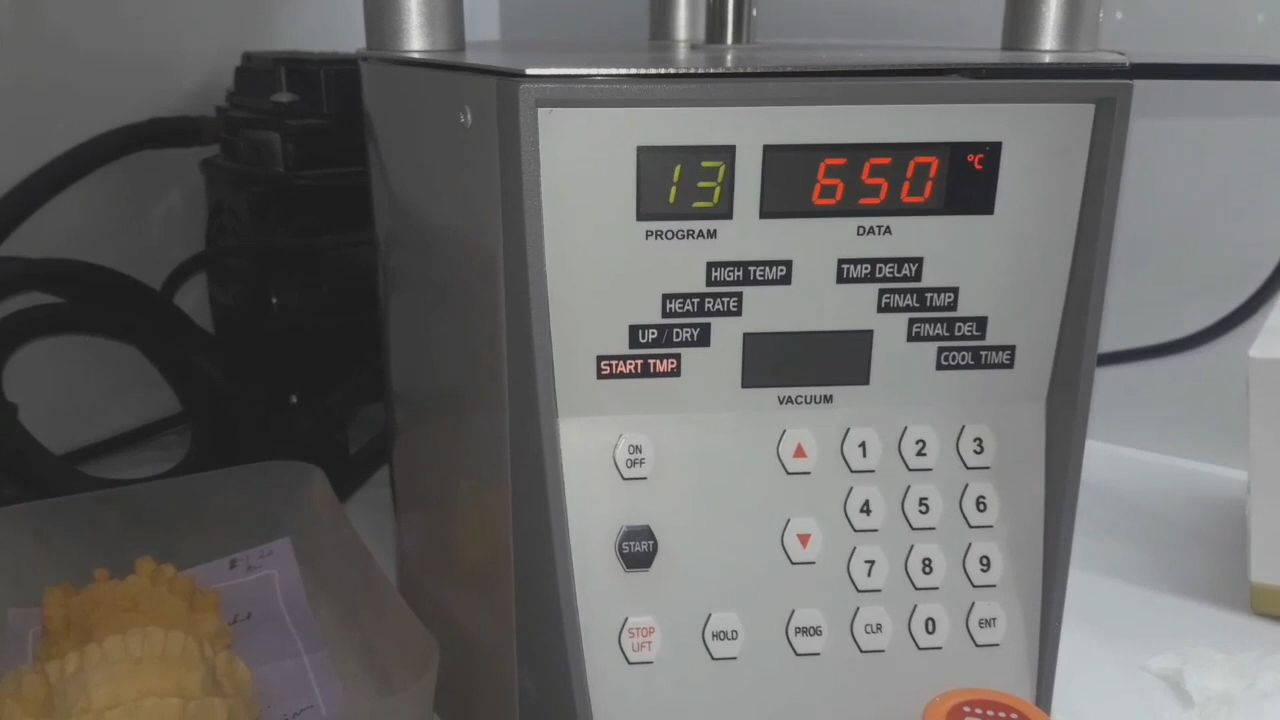 13 650 °C
PROGRAM DATA
HIGH TEMP TMP. DELAY
HEAT RATE FINAL TMP.
UP / DRY FINAL DEL.
START TMP. COOL TIME
VACUUM
ON
OFF
1 2 3
4 5 6
START
7 8 9
STOP
LIFT
HOLD PROG CLR 0 ENT